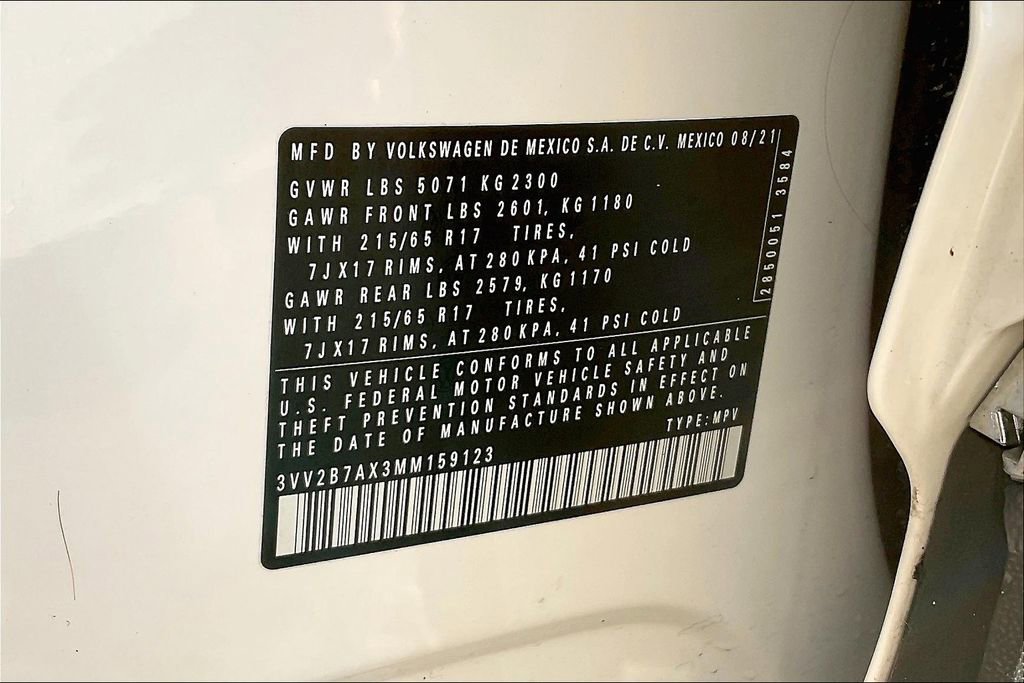 MFD BY VOLKSWAGEN DE MEXICO S.A. DE C.V. MEXICO 08/21
GVWR LBS 5071 KG 2300
GAWR FRONT LBS 2601, KG 1180
WITH 215/65 R17 TIRES,
7JX17 RIMS, AT 280 KPA, 41 PSI COLD
GAWR REAR LBS 2579, KG 1170
WITH 215/65 R17 TIRES,
7JX17 RIMS, AT 280 KPA, 41 PSI COLD
2850051 3584
THIS VEHICLE CONFORMS TO ALL APPLICABLE
U.S. FEDERAL MOTOR VEHICLE SAFETY AND
THEFT PREVENTION STANDARDS IN EFFECT ON
THE DATE OF MANUFACTURE SHOWN ABOVE.
TYPE: MPV
3VV2B7AX3MM159123